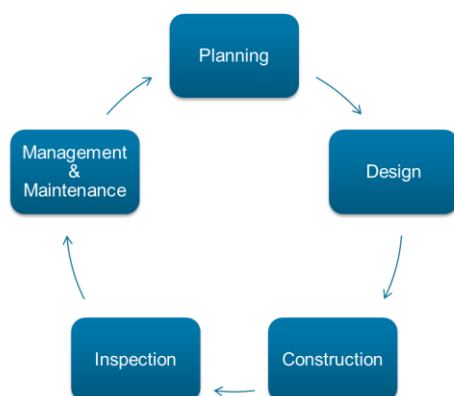 Planning
Design
Construction
Inspection
Management
&
Maintenance